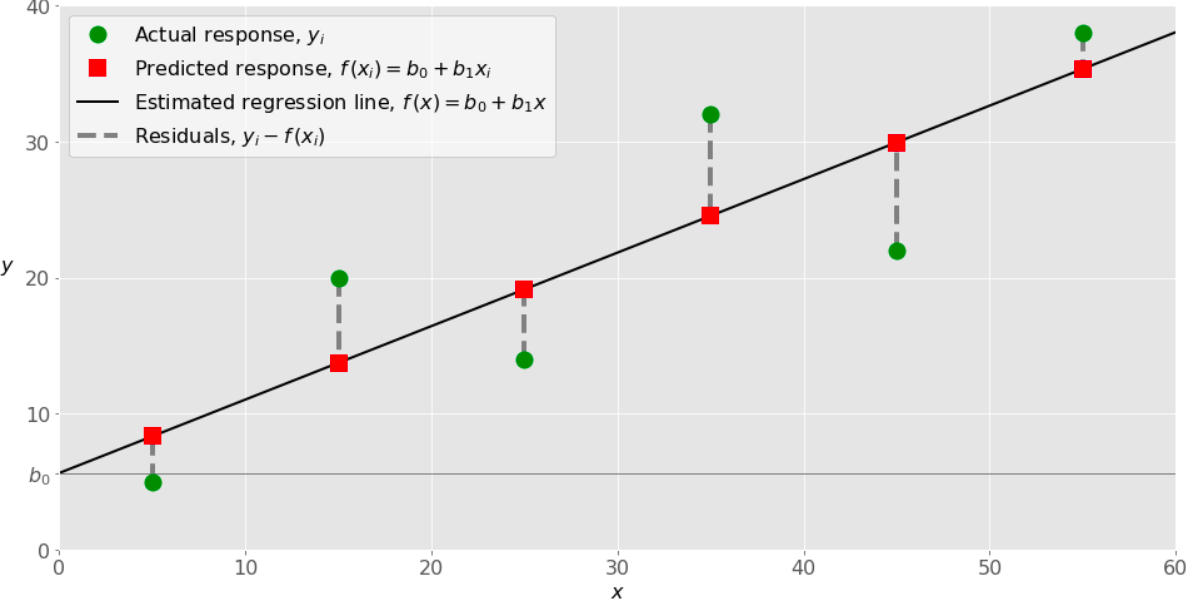 40
Actual response, yᵢ
Predicted response, f(xᵢ) = b₀ + b₁xᵢ
Estimated regression line, f(x) = b₀ + b₁x
Residuals, yᵢ − f(xᵢ)
30
y
20
10
b₀
0
0 10 20 30 40 50 60
x